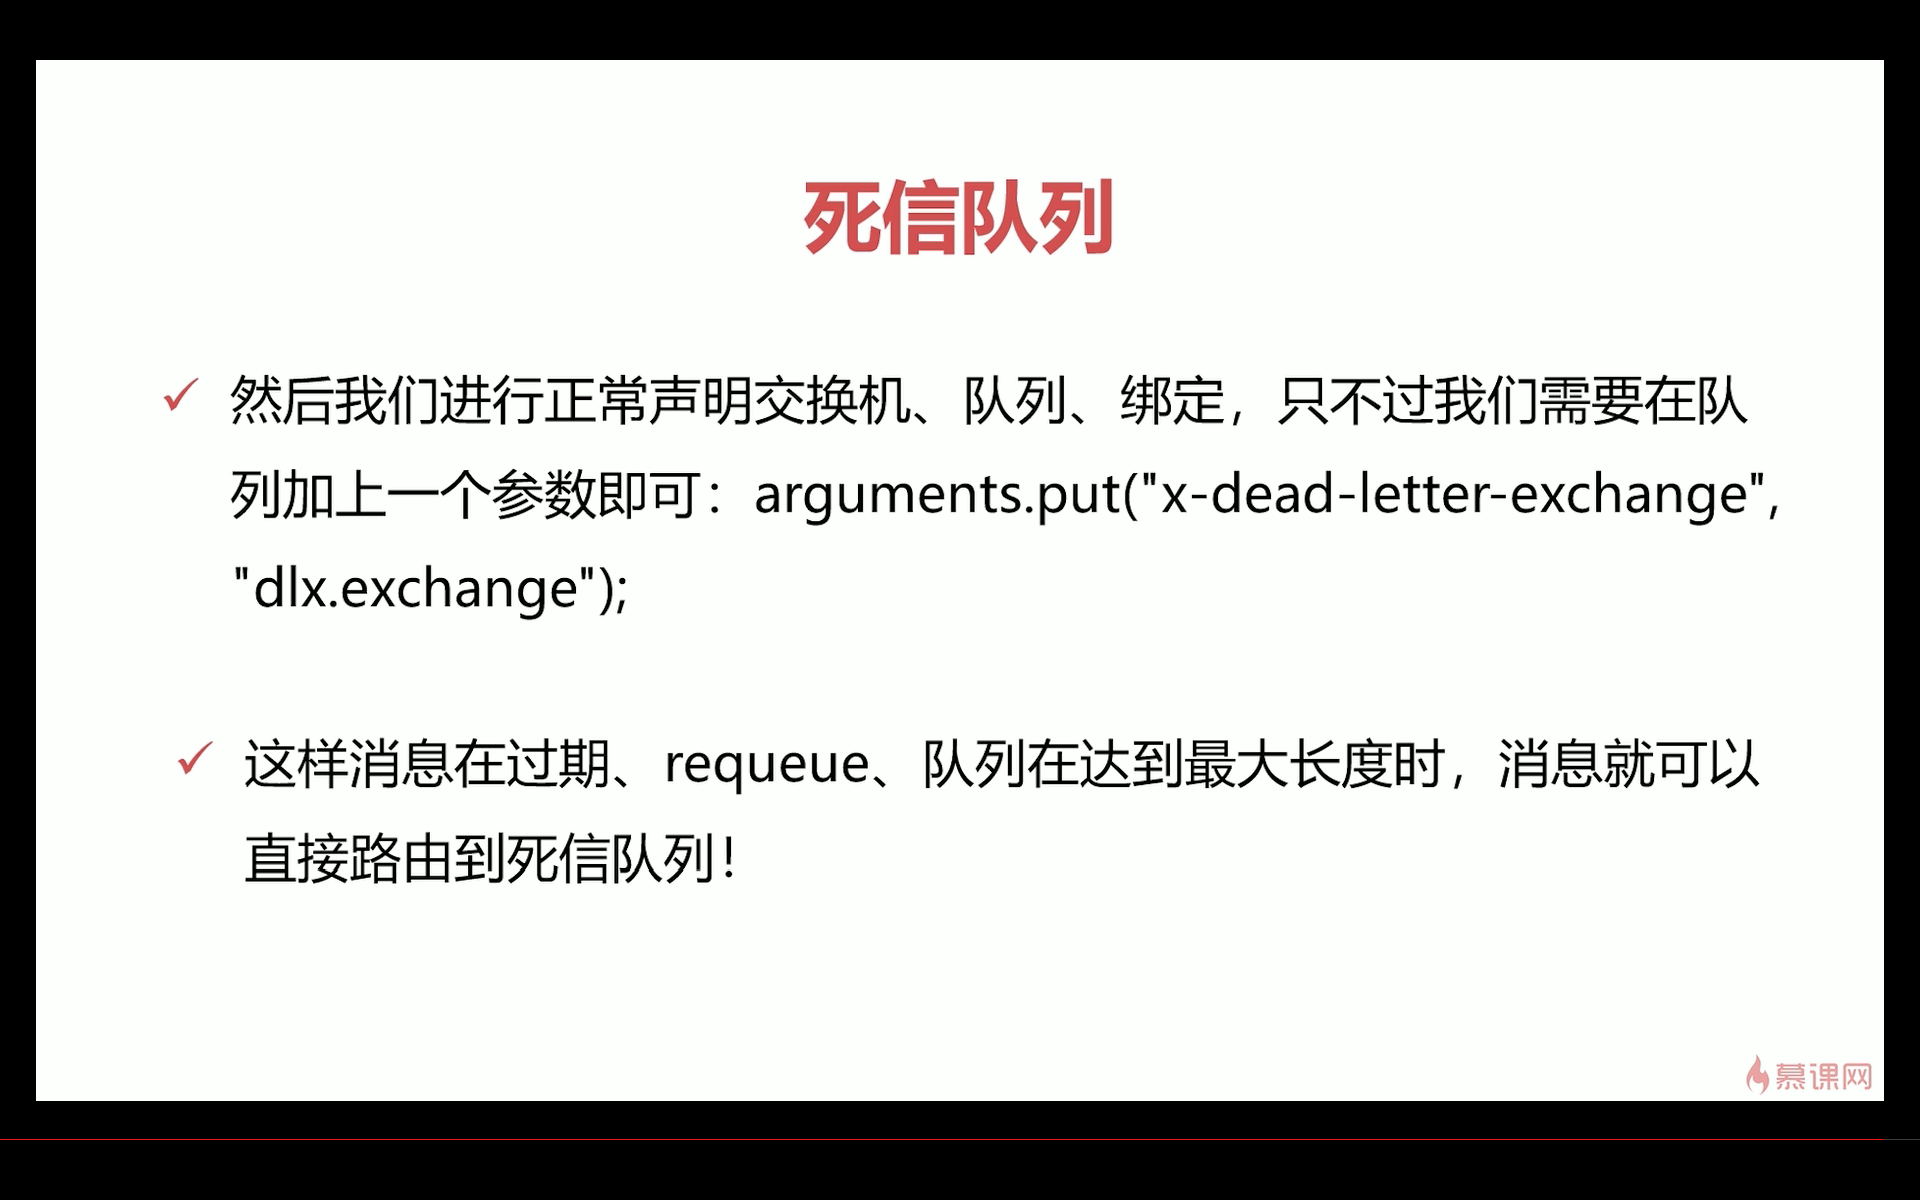 死信队列
然后我们进行正常声明交换机、队列、绑定，只不过我们需要在队
列加上一个参数即可：arguments.put("x-dead-letter-exchange",
"dlx.exchange");
这样消息在过期、requeue、队列在达到最大长度时，消息就可以
直接路由到死信队列！
慕课网